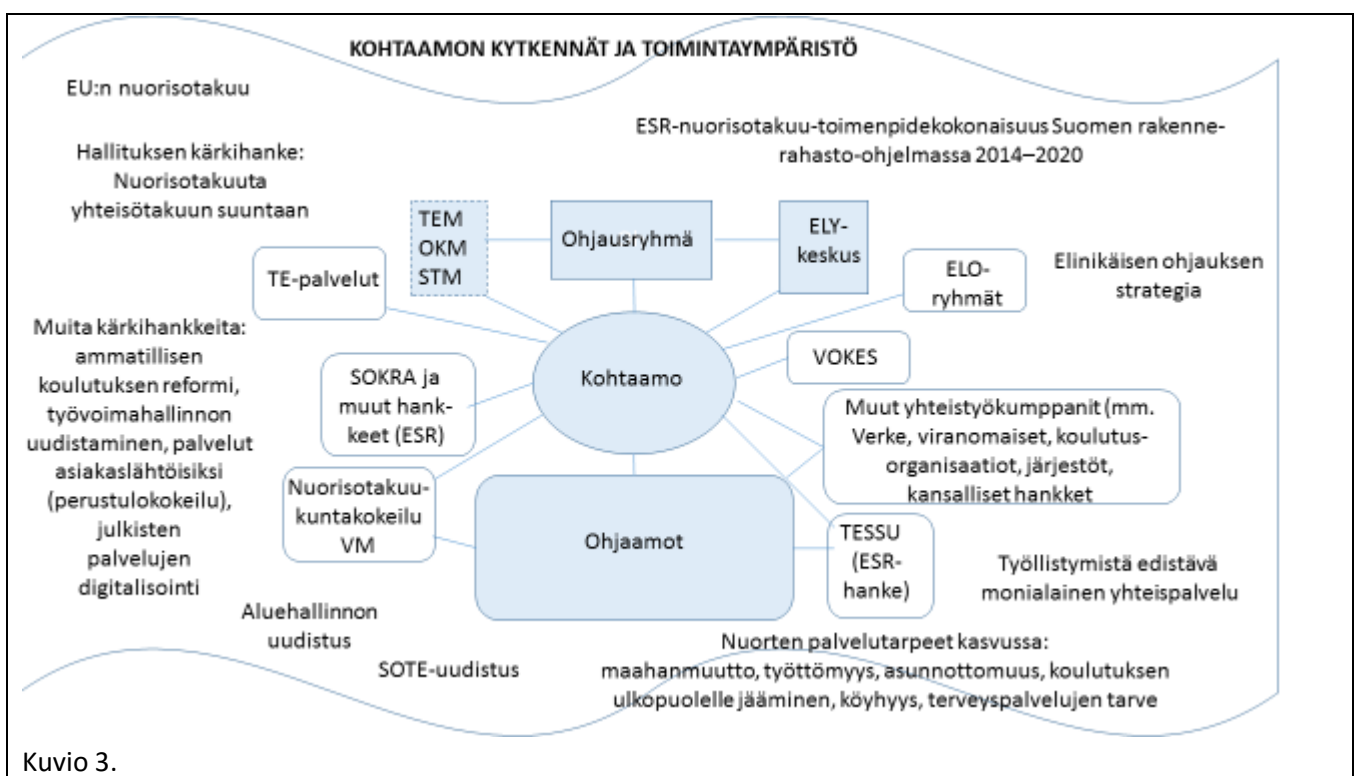 KOHTAAMON KYTKENNÄT JA TOIMINTAYMPÄRISTÖ
EU:n nuorisotakuu
ESR-nuorisotakuu-toimenpidekokonaisuus Suomen rakenne-
rahasto-ohjelmassa 2014–2020
Hallituksen kärkihanke:
Nuorisotakuuta
yhteisötakuun suuntaan
TEM
OKM
STM
Ohjausryhmä
ELY-
keskus
TE-palvelut
ELO-
ryhmät
Elinikäisen ohjauksen
strategia
Muita kärkihankkeita:
ammatillisen
koulutuksen reformi,
työvoimahallinnon
uudistaminen, palvelut
asiakaslähtöisiksi
(perustulokokeilu),
julkisten
palvelujen
digitalisointi
SOKRA ja
muut hank-
keet (ESR)
Kohtaamo
VOKES
Muut yhteistyökumppanit (mm.
Verke, viranomaiset, koulutus-
organisaatiot, järjestöt,
kansalliset hankket
Nuorisotakuu-
kuntakokeilu
VM
Ohjaamot
TESSU
(ESR-
hanke)
Työllistymistä edistävä
monialainen yhteispalvelu
Aluehallinnon
uudistus
SOTE-uudistus
Nuorten palvelutarpeet kasvussa:
maahanmuutto, työttömyys, asunnottomuus, koulutuksen
ulkopuolelle jääminen, köyhyys, terveyspalvelujen tarve
Kuvio 3.